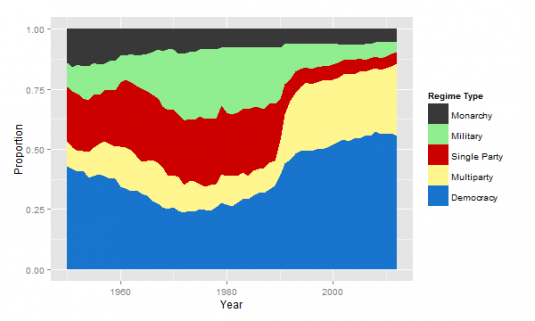 1.00
0.75
0.50
0.25
0.00
Proportion
1960
1980
2000
Year
Regime Type
Monarchy
Military
Single Party
Multiparty
Democracy